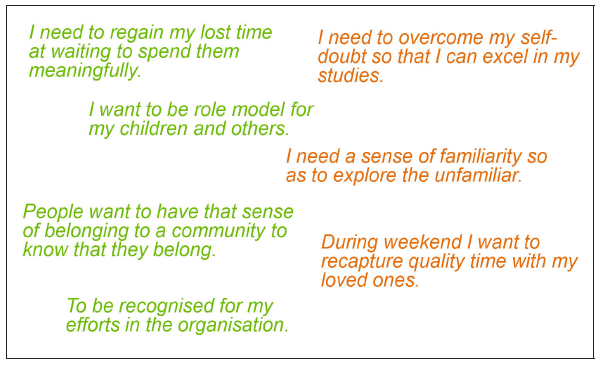 I need to regain my lost time
at waiting to spend them
meaningfully.
I need to overcome my self-
doubt so that I can excel in my
studies.
I want to be role model for
my children and others.
I need a sense of familiarity so
as to explore the unfamiliar.
People want to have that sense
of belonging to a community to
know that they belong.
During weekend I want to
recapture quality time with my
loved ones.
To be recognised for my
efforts in the organisation.